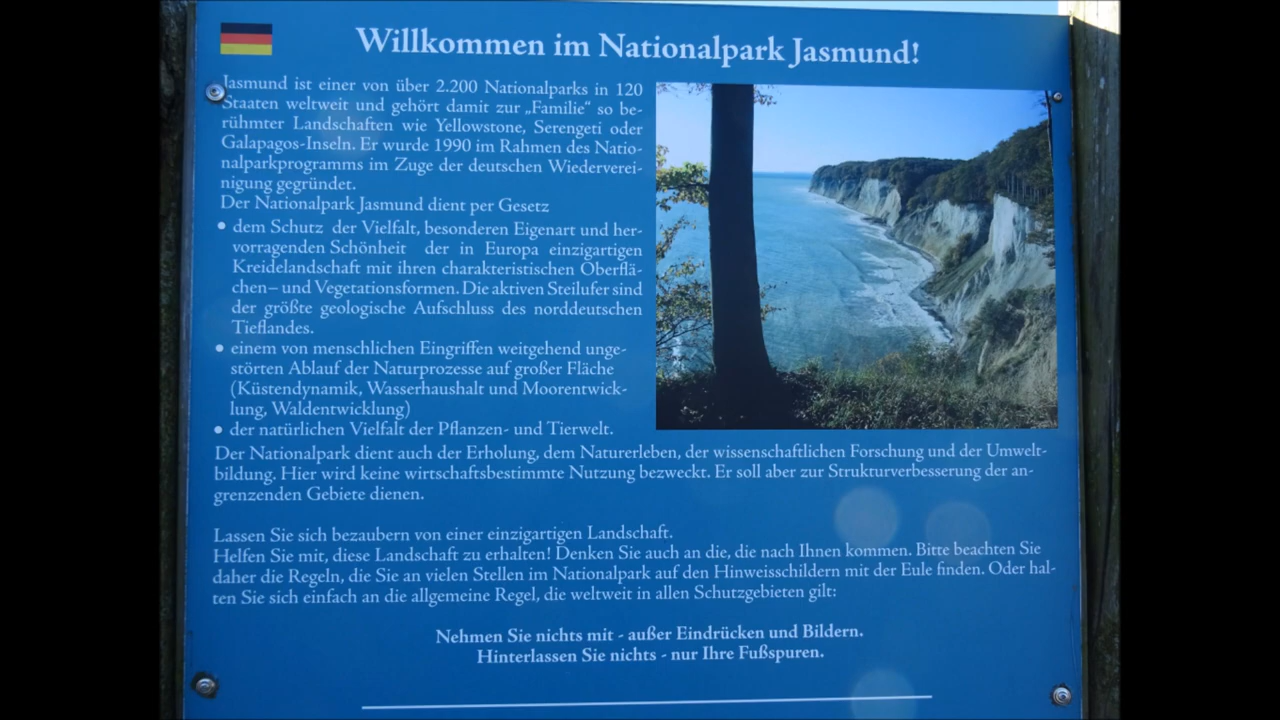 Willkommen im Nationalpark Jasmund!
Jasmund ist einer von über 2.200 Nationalparks in 120
Staaten weltweit und gehört damit zur „Familie“ so be-
rühmter Landschaften wie Yellowstone, Serengeti oder
Galapagos-Inseln. Er wurde 1990 im Rahmen des Natio-
nalparkprogramms im Zuge der deutschen Wiederverei-
nigung gegründet.
Der Nationalpark Jasmund dient per Gesetz
• dem Schutz der Vielfalt, besonderen Eigenart und her-
vorragenden Schönheit der in Europa einzigartigen
Kreidelandschaft mit ihren charakteristischen Oberflä-
chen– und Vegetationsformen. Die aktiven Steilufer sind
der größte geologische Aufschluss des norddeutschen
Tieflandes.
• einem von menschlichen Eingriffen weitgehend unge-
störten Ablauf der Naturprozesse auf großer Fläche
(Küstendynamik, Wasserhaushalt und Moorentwick-
lung, Waldentwicklung)
• der natürlichen Vielfalt der Pflanzen- und Tierwelt.
Der Nationalpark dient auch der Erholung, dem Naturerleben, der wissenschaftlichen Forschung und der Umwelt-
bildung. Hier wird keine wirtschaftsbestimmte Nutzung bezweckt. Er soll aber zur Strukturverbesserung der an-
grenzenden Gebiete dienen.
Lassen Sie sich bezaubern von einer einzigartigen Landschaft.
Helfen Sie mit, diese Landschaft zu erhalten! Denken Sie auch an die, die nach Ihnen kommen. Bitte beachten Sie
daher die Regeln, die Sie an vielen Stellen im Nationalpark auf den Hinweisschildern mit der Eule finden. Oder hal-
ten Sie sich einfach an die allgemeine Regel, die weltweit in allen Schutzgebieten gilt:
Nehmen Sie nichts mit - außer Eindrücken und Bildern.
Hinterlassen Sie nichts - nur Ihre Fußspuren.